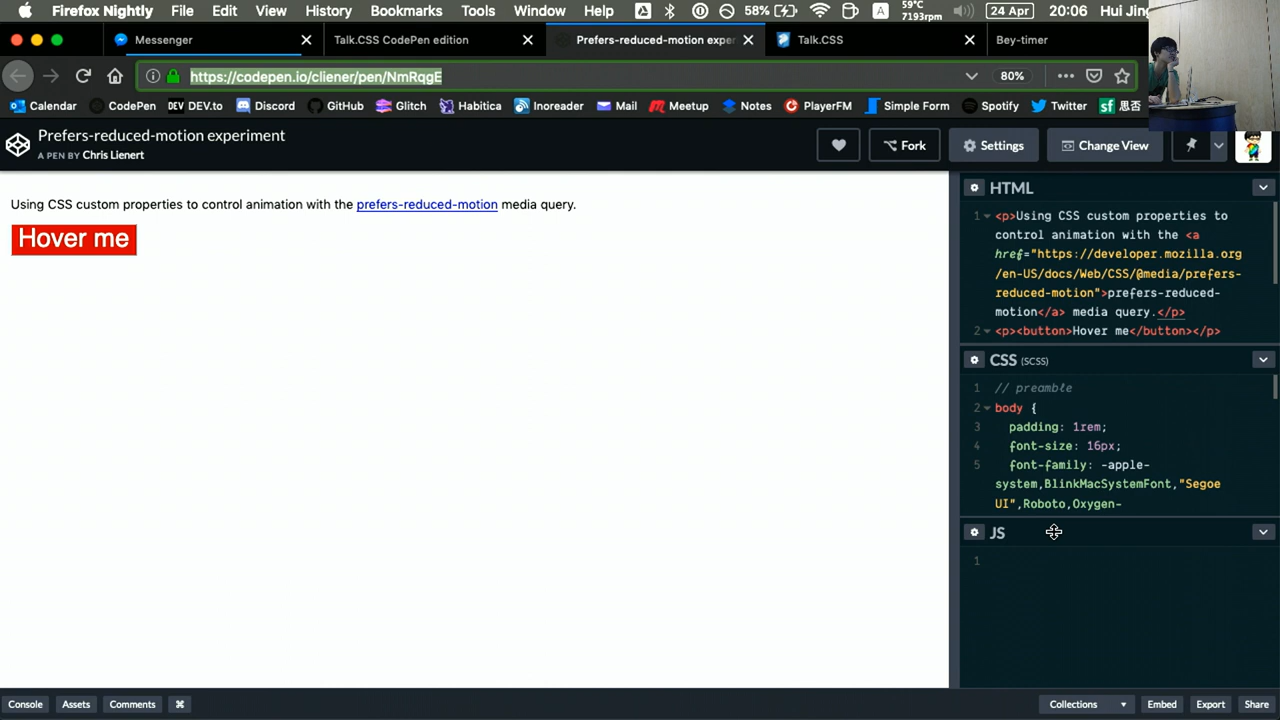 Firefox Nightly File Edit View History Bookmarks Tools Window Help 58% A 59°C 7193rpm 24 Apr 20:06 Hui Jing
Messenger Talk.CSS CodePen edition Prefers-reduced-motion exper Talk.CSS Bey-timer
https://codepen.io/cliener/pen/NmRqgE 80%
Calendar CodePen DEV DEV.to Discord GitHub Glitch Habitica Inoreader Mail Meetup Notes PlayerFM Simple Form Spotify Twitter sf 思否
Prefers-reduced-motion experiment
A PEN BY Chris Lienert
Fork Settings Change View
Using CSS custom properties to control animation with the prefers-reduced-motion media query.
Hover me
HTML
1 <p>Using CSS custom properties to
control animation with the <a
href="https://developer.mozilla.org
/en-US/docs/Web/CSS/@media/prefers-
reduced-motion">prefers-reduced-
motion</a> media query.</p>
2 <p><button>Hover me</button></p>
CSS (SCSS)
1 // preamble
2 body {
3 padding: 1rem;
4 font-size: 16px;
5 font-family: -apple-
system,BlinkMacSystemFont,"Segoe
UI",Roboto,Oxygen-
JS
1
Console Assets Comments ⌘ Collections Embed Export Share